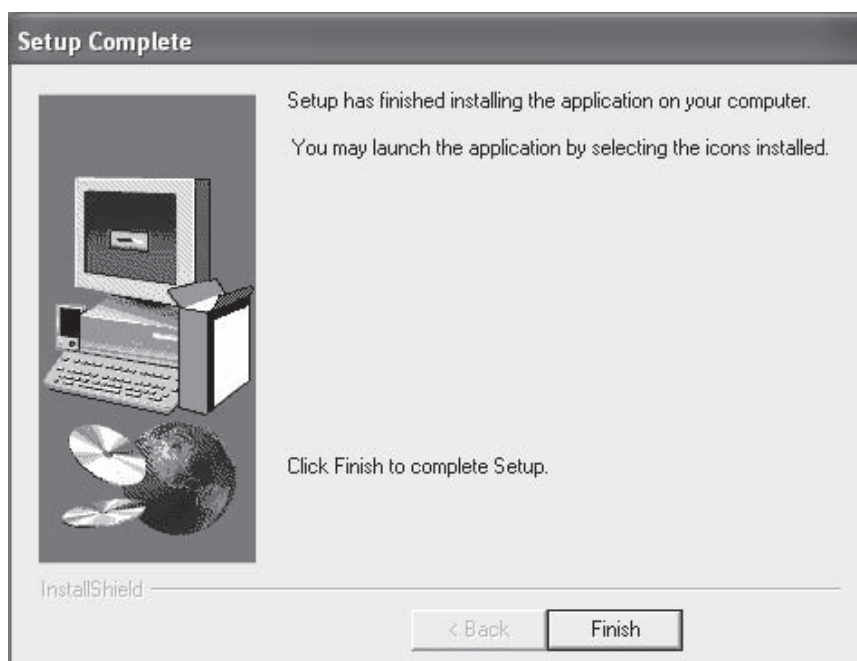 Setup Complete
Setup has finished installing the application on your computer.
You may launch the application by selecting the icons installed.
Click Finish to complete Setup.
InstallShield
< Back
Finish